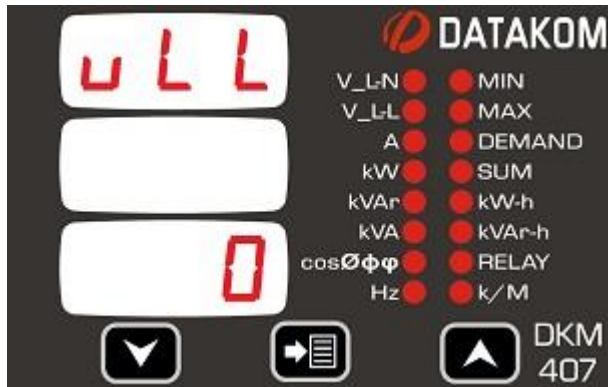 DATAKOM
uLL
V_L-N MIN
V_L-L MAX
A DEMAND
kW SUM
kVAr kW-h
kVA kVAr-h
0
cosØφφ RELAY
Hz k/M
DKM
407